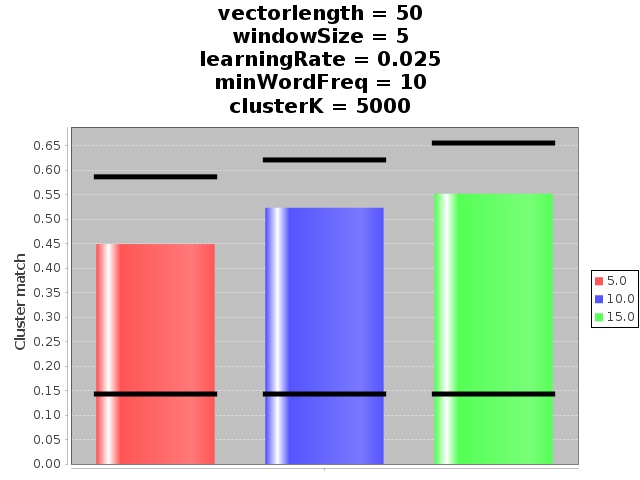 vectorlength = 50
windowSize = 5
learningRate = 0.025
minWordFreq = 10
clusterK = 5000
Cluster match
0.65
0.60
0.55
0.50
0.45
0.40
0.35
0.30
0.25
0.20
0.15
0.10
0.05
0.00
5.0
10.0
15.0